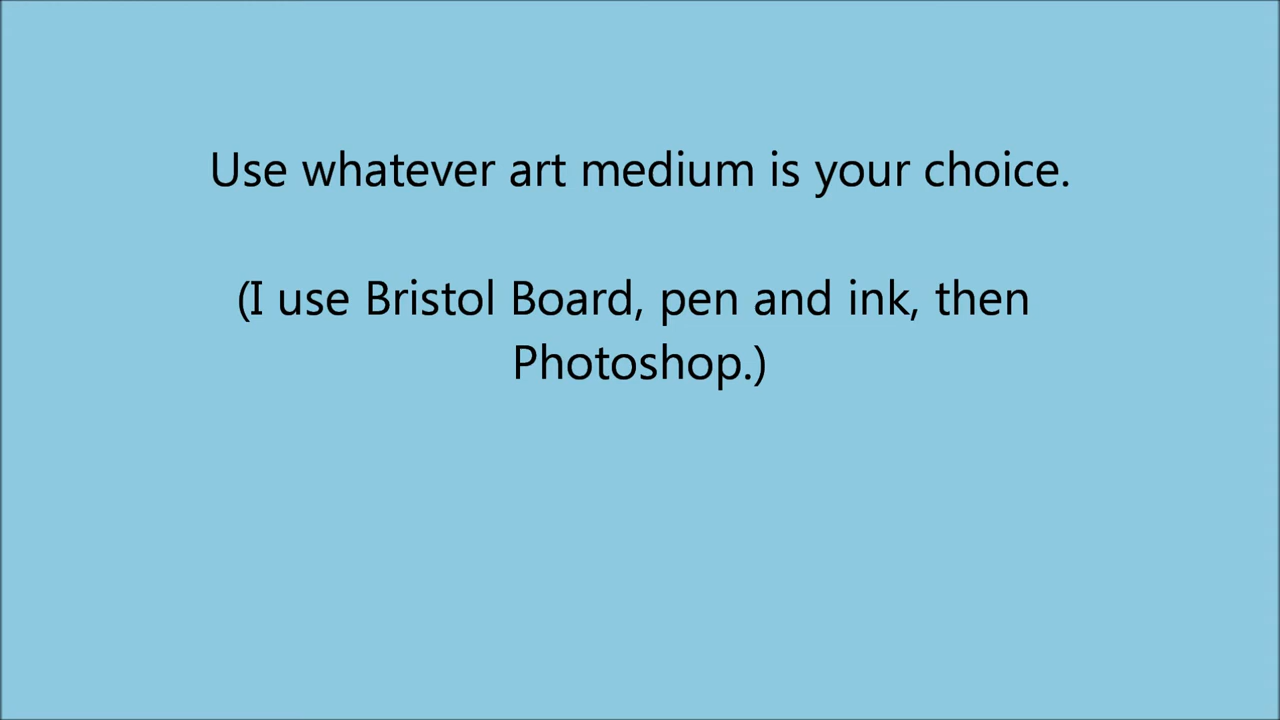 Use whatever art medium is your choice.
(I use Bristol Board, pen and ink, then
Photoshop.)